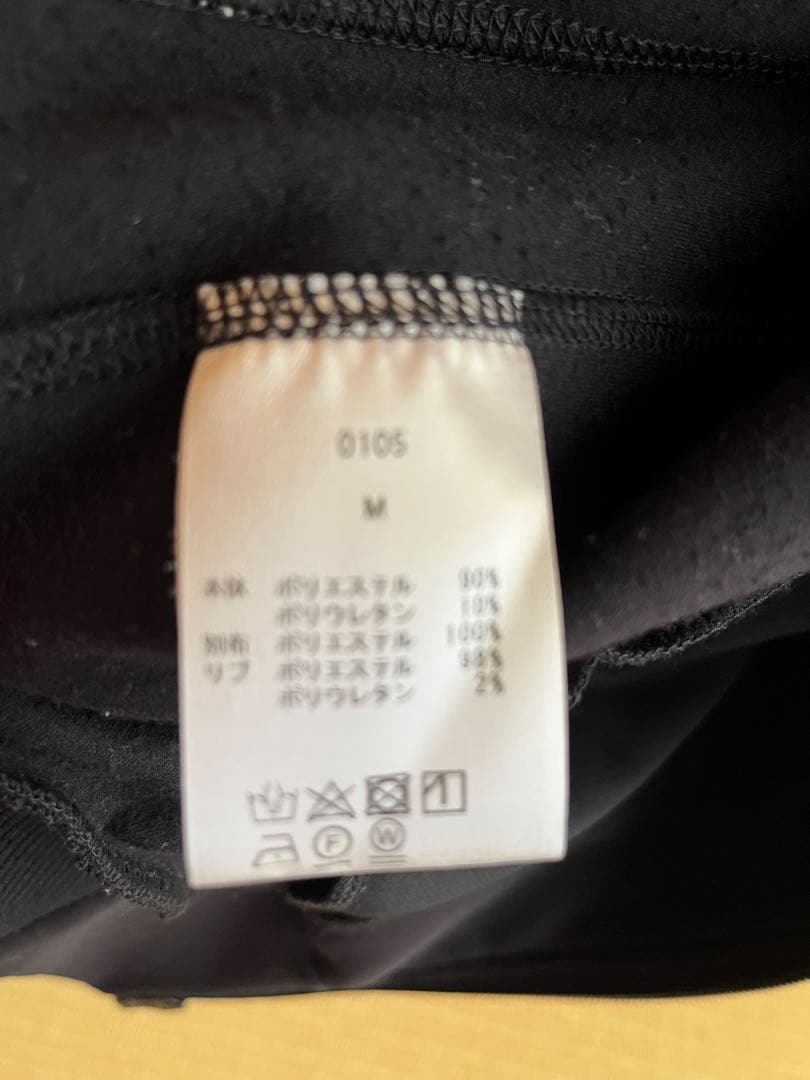 0105
M
本体 ポリエステル 90%
ポリウレタン 10%
別布 ポリエステル 100%
リブ ポリエステル 98%
ポリウレタン 2%
F W